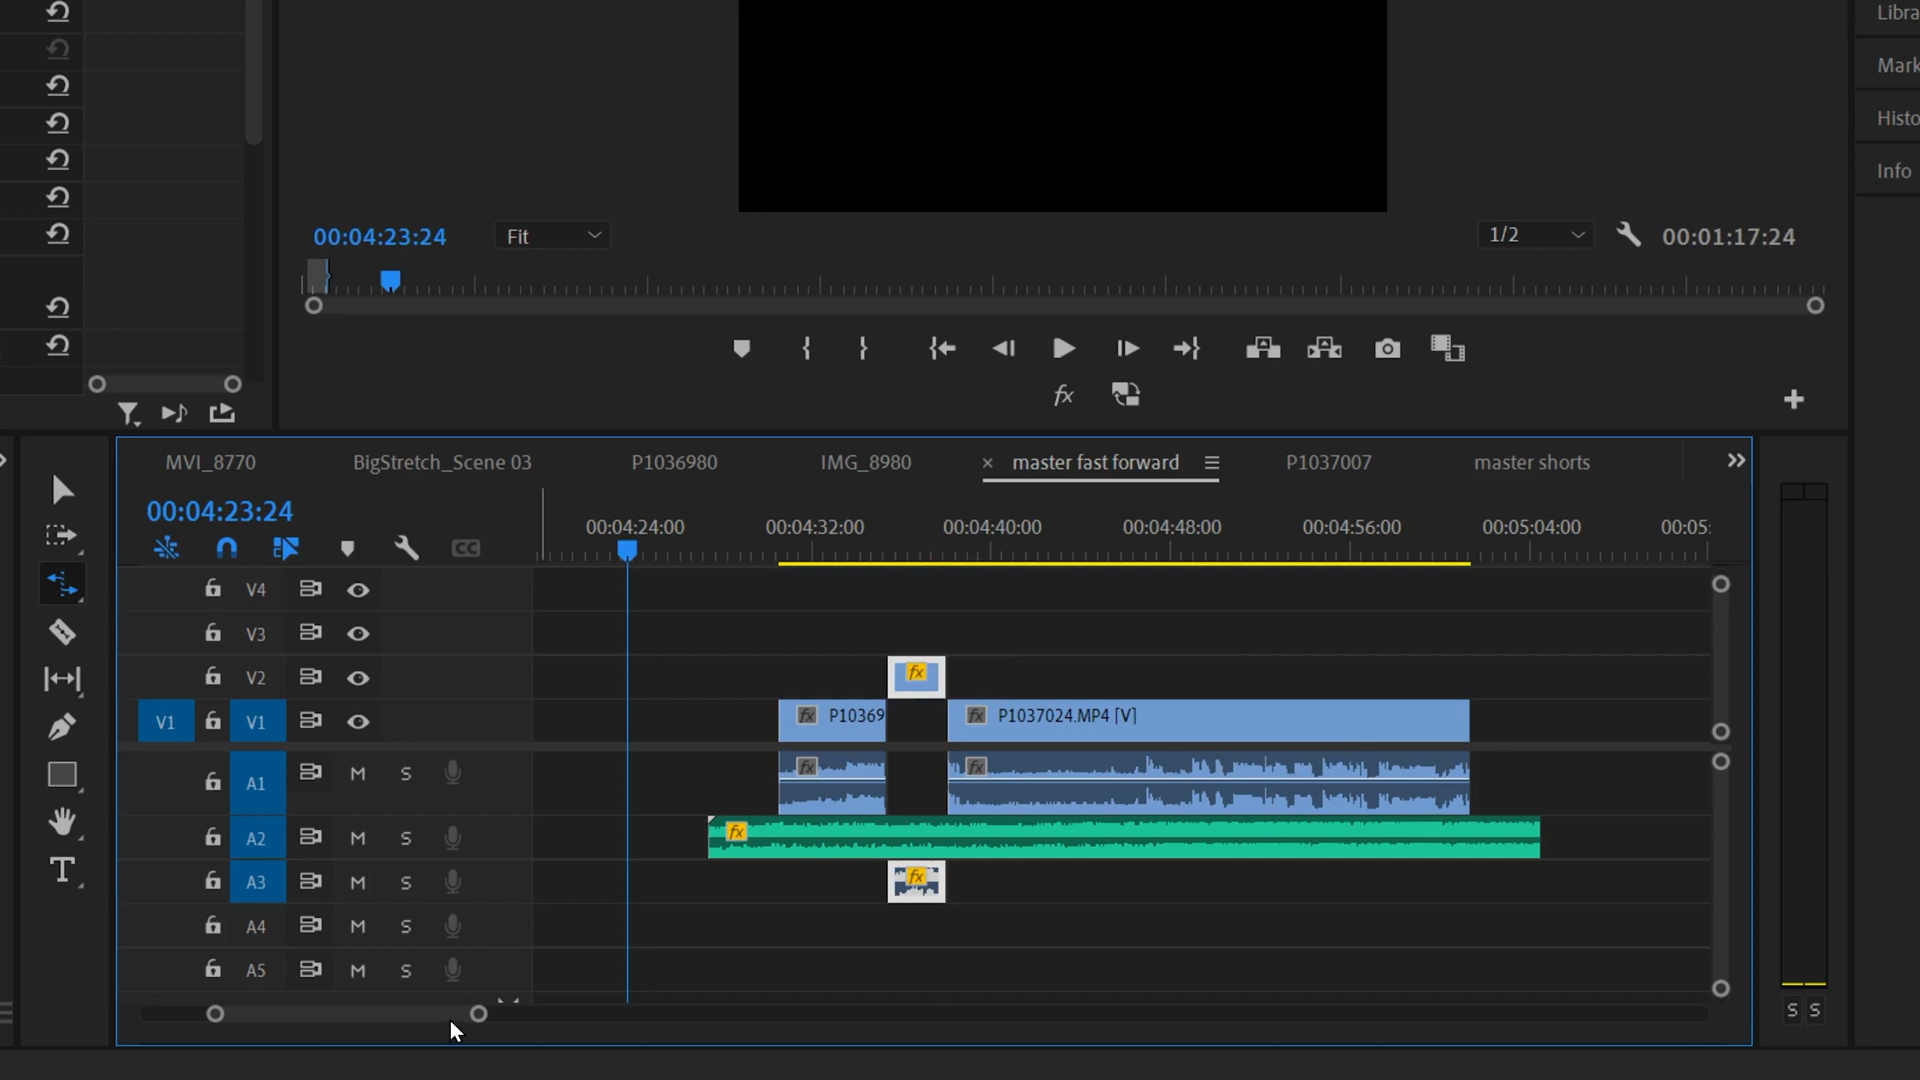 Libra
Mark
Histo
Info
00:04:23:24
Fit
1/2
00:01:17:24
fx
MVI_8770
BigStretch_Scene 03
P1036980
IMG_8980
× master fast forward
P1037007
master shorts
00:04:23:24
00:04:24:00
00:04:32:00
00:04:40:00
00:04:48:00
00:04:56:00
00:05:04:00
00:05:
CC
V4
V3
V2
fx
V1
V1
fx P10369
fx P1037024.MP4 [V]
A1
M
S
fx
fx
A2
M
S
fx
A3
M
S
fx
A4
M
S
A5
M
S
T
S S